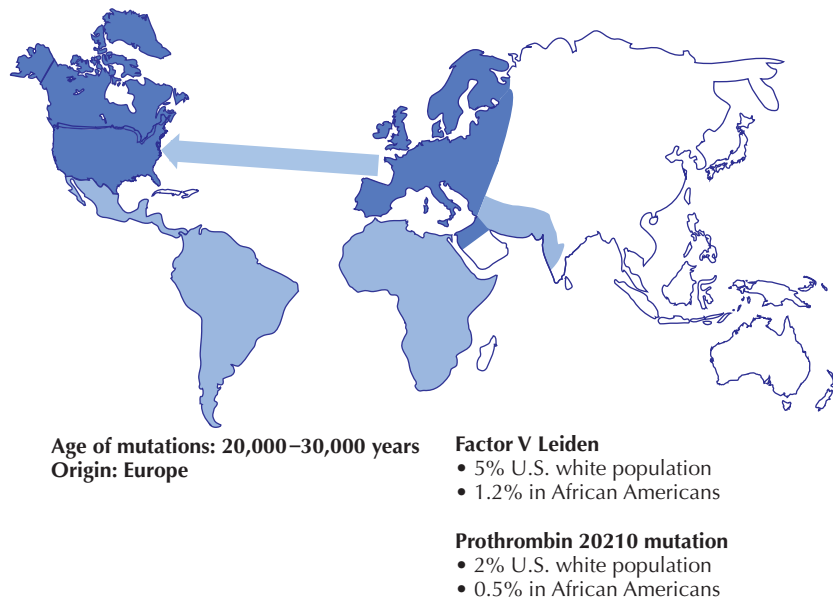 Age of mutations: 20,000–30,000 years
Origin: Europe
Factor V Leiden
• 5% U.S. white population
• 1.2% in African Americans
Prothrombin 20210 mutation
• 2% U.S. white population
• 0.5% in African Americans